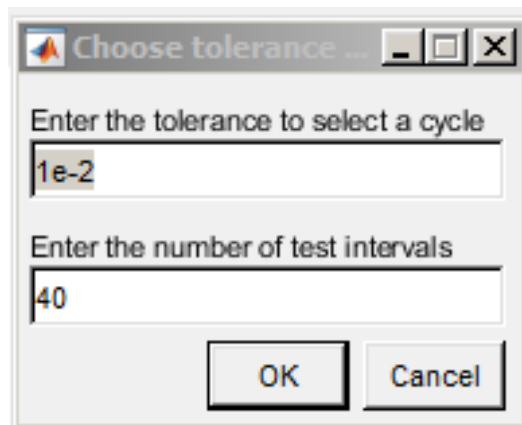 Choose tolerance ...
Enter the tolerance to select a cycle
1e-2
Enter the number of test intervals
40
OK Cancel